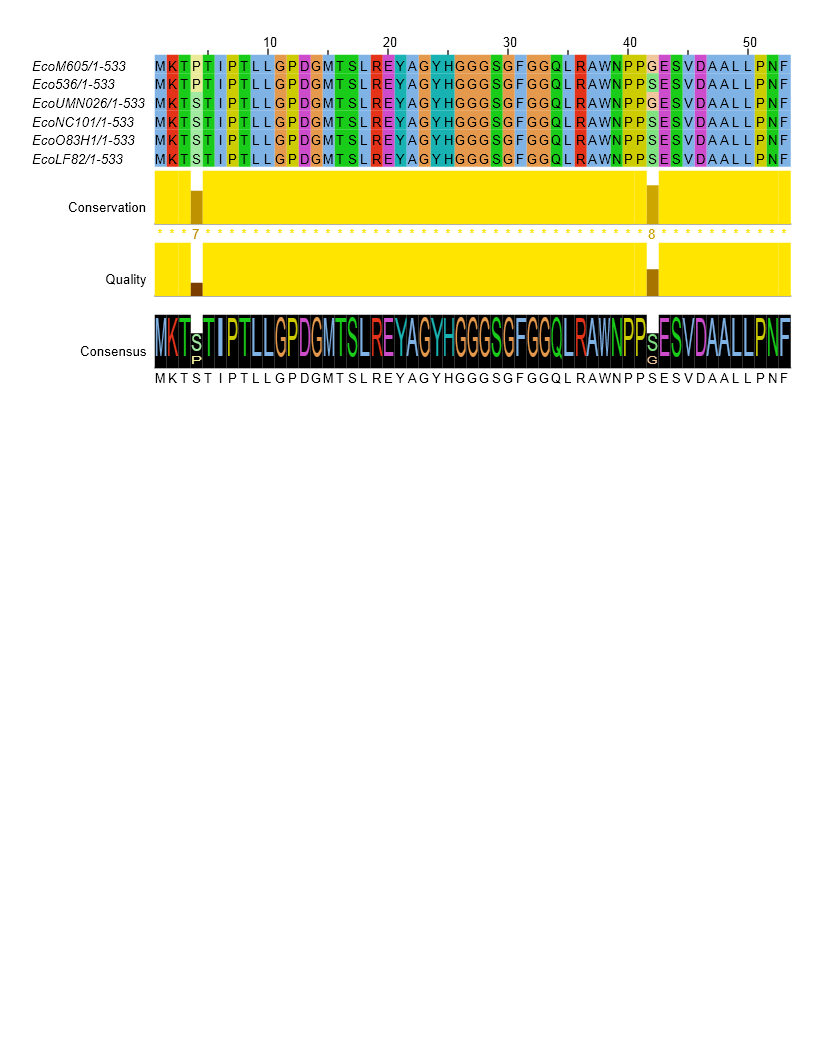 10 20 30 40 50
EcoM605/1-533 MKTPTIPTLLGPDGMTSLREYAGYHGGGSGFGGQLRAWNPPGESVDAALLPNF
Eco536/1-533 MKTPTIPTLLGPDGMTSLREYAGYHGGGSGFGGQLRAWNPPSESVDAALLPNF
EcoUMN026/1-533 MKTSTIPTLLGPDGMTSLREYAGYHGGGSGFGGQLRAWNPPGESVDAALLPNF
EcoNC101/1-533 MKTSTIPTLLGPDGMTSLREYAGYHGGGSGFGGQLRAWNPPSESVDAALLPNF
EcoO83H1/1-533 MKTSTIPTLLGPDGMTSLREYAGYHGGGSGFGGQLRAWNPPSESVDAALLPNF
EcoLF82/1-533 MKTSTIPTLLGPDGMTSLREYAGYHGGGSGFGGQLRAWNPPSESVDAALLPNF
Conservation
***7*************************************8***********
Quality
Consensus MKTSTIPTLLGPDGMTSLREYAGYHGGGSGFGGQLRAWNPPSESVDAALLPNF
P G
MKTSTIPTLLGPDGMTSLREYAGYHGGGSGFGGQLRAWNPPSESVDAALLPNF